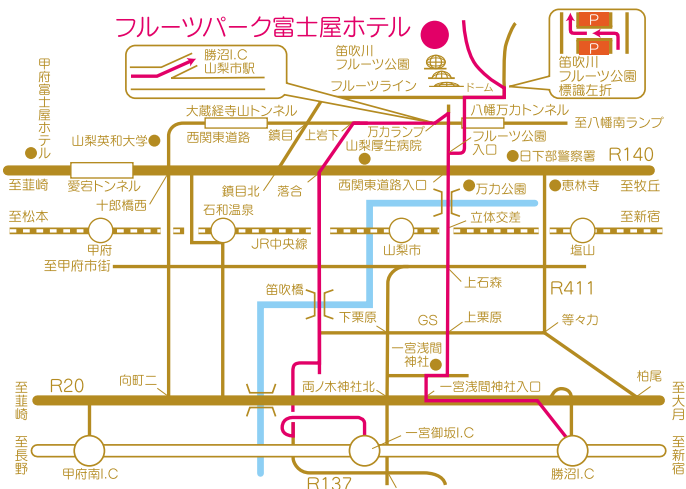 フルーツパーク富士屋ホテル
P
P
笛吹川
フルーツ公園
標識左折
勝沼I.C
山梨市駅
笛吹川
フルーツ公園
フルーツライン
ドーム
甲府富士屋ホテル
大蔵経寺山トンネル
八幡万力トンネル
西関東道路
鎖目
上岩下
万力ランプ
山梨厚生病院
至八幡南ランプ
山梨英和大学
フルーツ公園
入口
日下部警察署
R140
至韮崎
愛宕トンネル
鎖目北
落合
西関東道路入口
万力公園
恵林寺
至牧丘
十郎橋西
石和温泉
立体交差
至松本
至新宿
甲府
JR中央線
山梨市
塩山
至甲府市街
上石森
笛吹橋
R411
下栗原
GS
上栗原
等々力
一宮浅間
神社
向町二
R20
両ノ木神社北
一宮浅間神社入口
柏尾
至韮崎
至大月
一宮御坂I.C
至長野
至新宿
甲府南I.C
R137
勝沼I.C